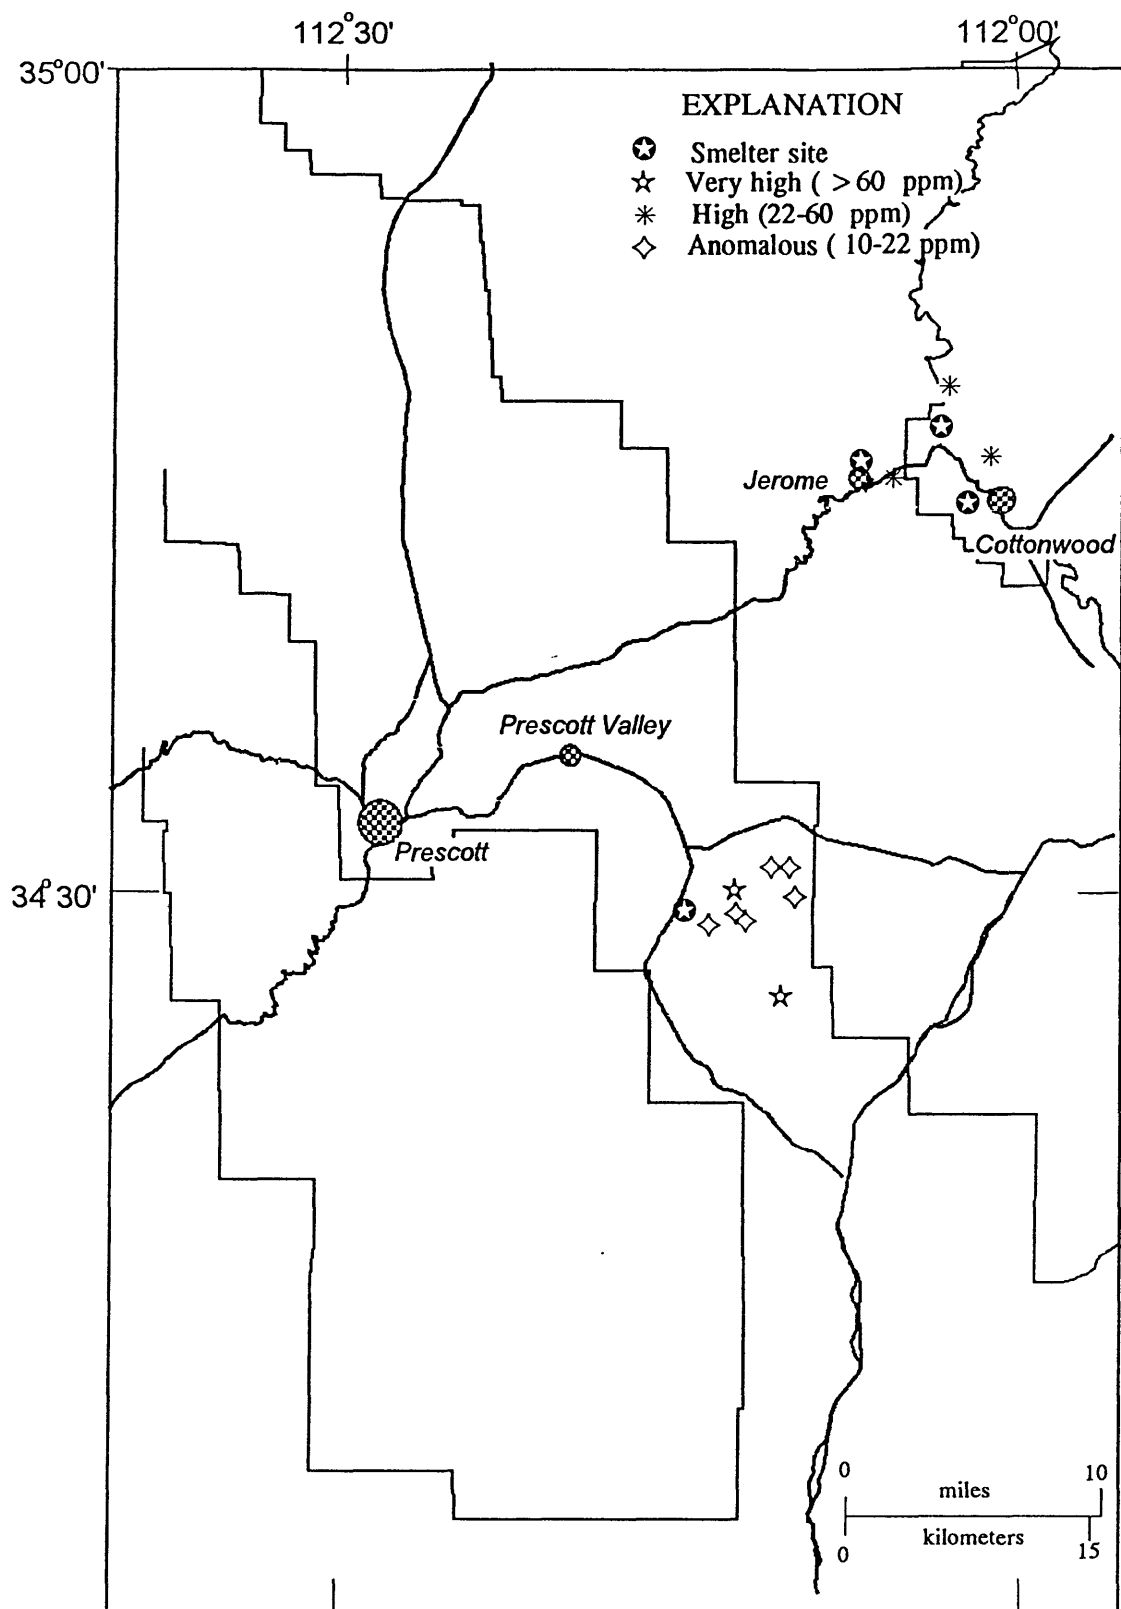 112°30'
112°00'
35°00'
EXPLANATION
Smelter site
Very high ( >60 ppm)
High (22-60 ppm)
Anomalous ( 10-22 ppm)
Jerome
Cottonwood
Prescott Valley
Prescott
34°30'
0 10
miles
kilometers
0 15